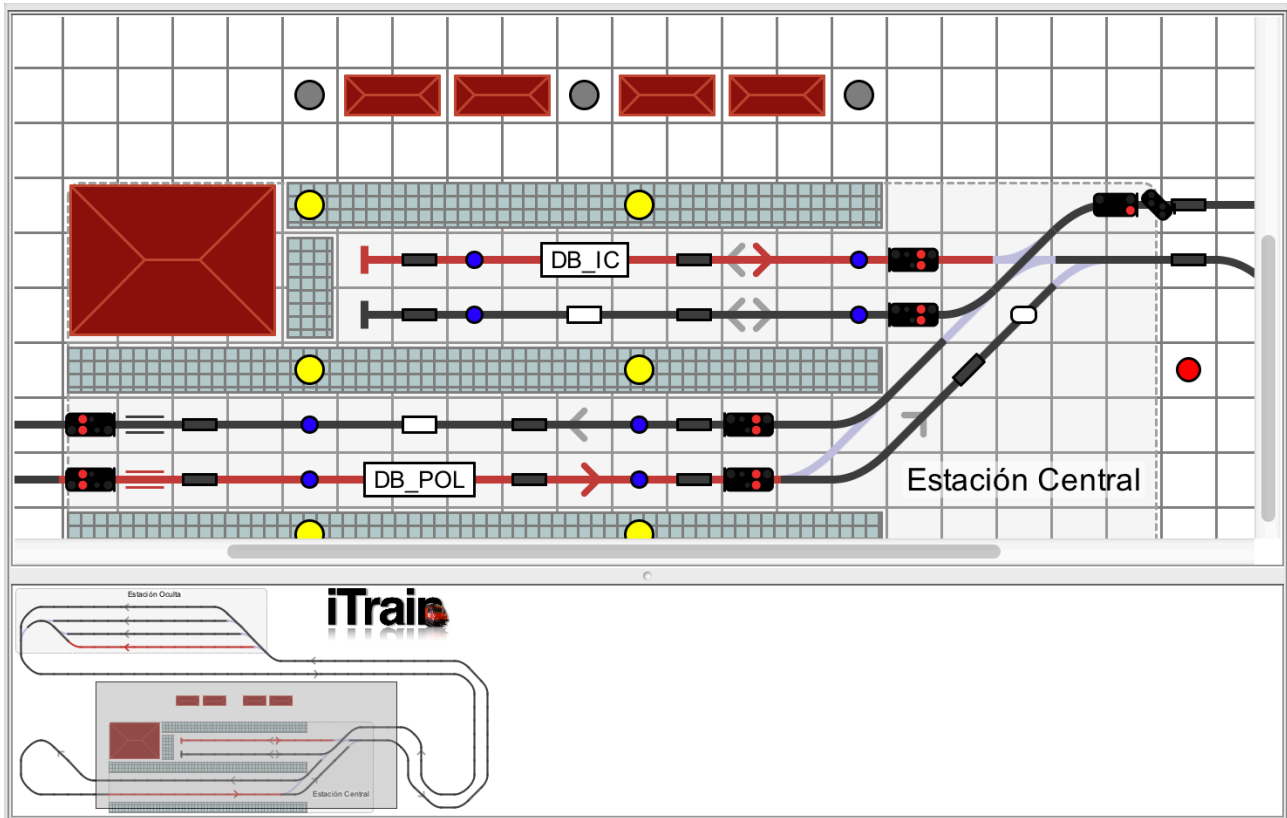 DB_IC
DB_POL
Estación Central
Estación Oculta
iTrain
Estación Central